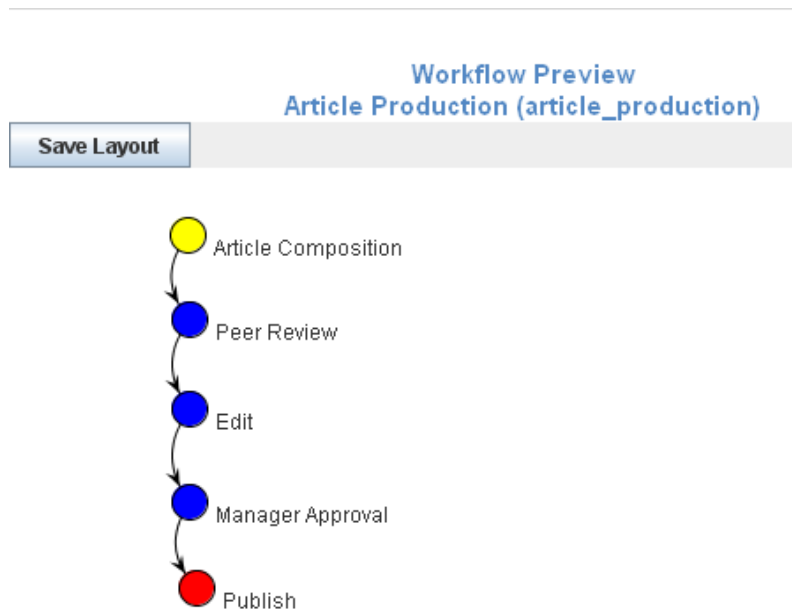 Workflow Preview
Article Production (article_production)
Save Layout
Article Composition
Peer Review
Edit
Manager Approval
Publish